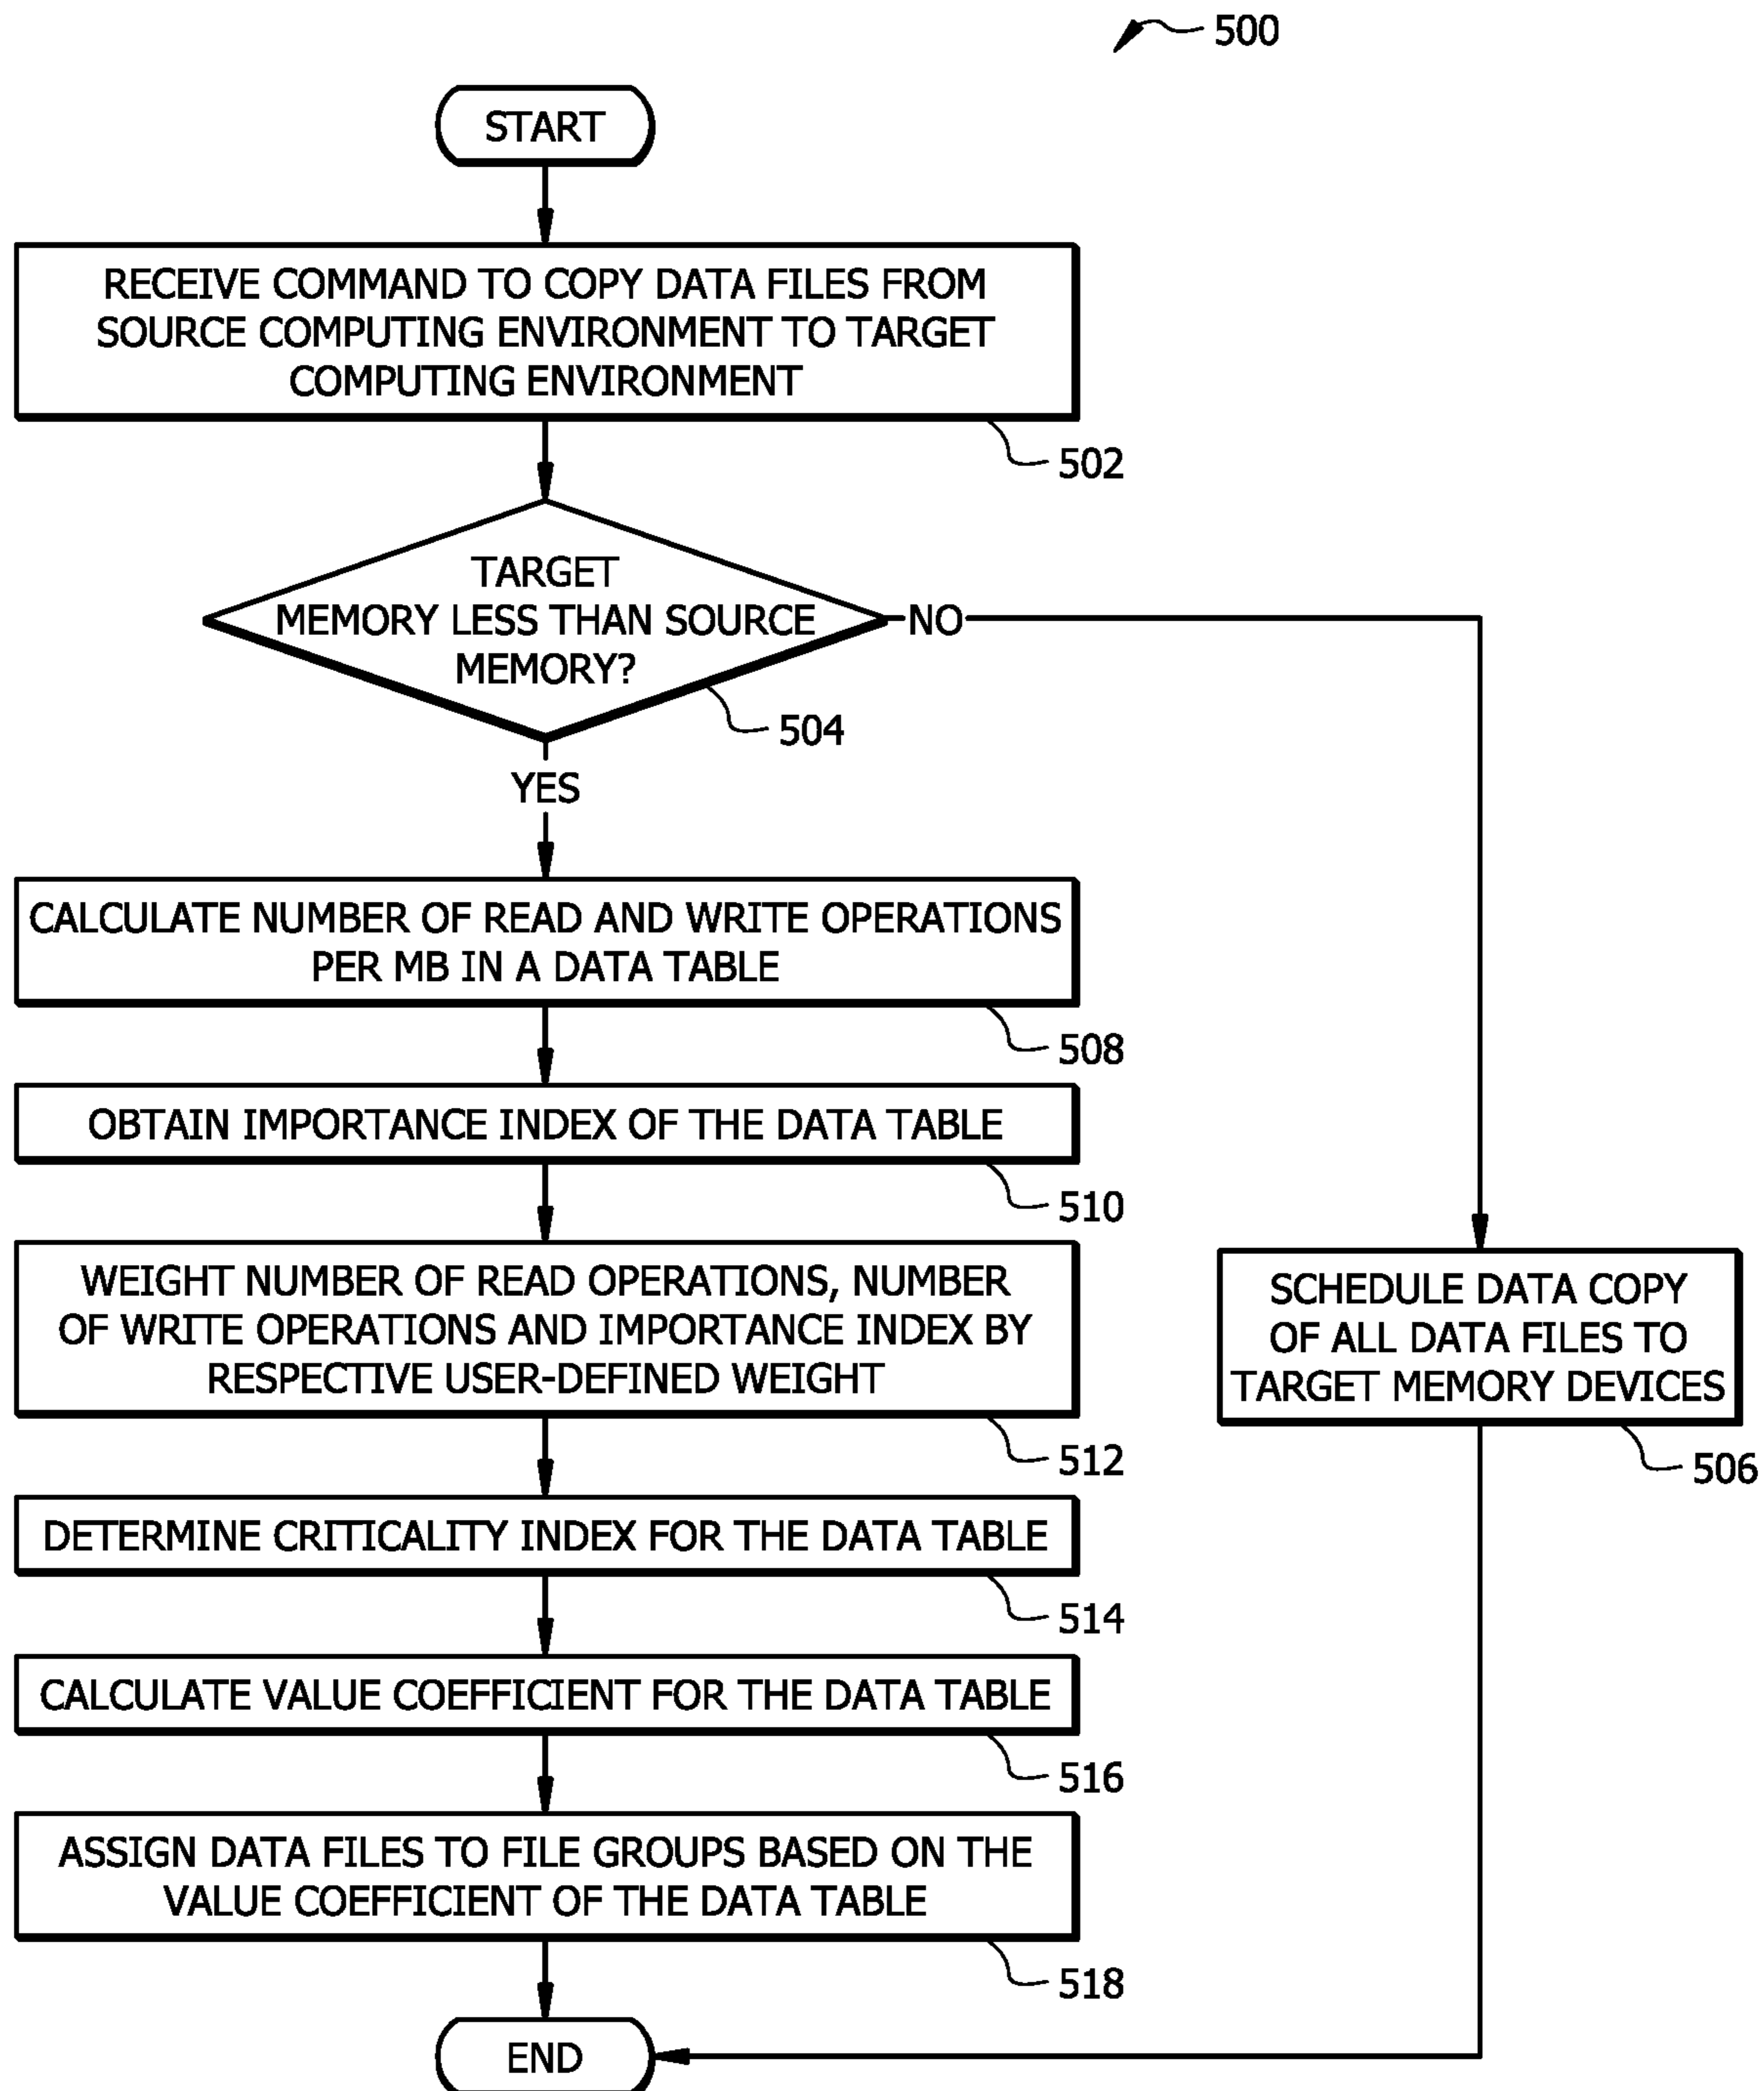 500
START
RECEIVE COMMAND TO COPY DATA FILES FROM
SOURCE COMPUTING ENVIRONMENT TO TARGET
COMPUTING ENVIRONMENT
502
TARGET
MEMORY LESS THAN SOURCE
MEMORY?
NO
504
YES
CALCULATE NUMBER OF READ AND WRITE OPERATIONS
PER MB IN A DATA TABLE
508
OBTAIN IMPORTANCE INDEX OF THE DATA TABLE
510
WEIGHT NUMBER OF READ OPERATIONS, NUMBER
OF WRITE OPERATIONS AND IMPORTANCE INDEX BY
RESPECTIVE USER-DEFINED WEIGHT
512
SCHEDULE DATA COPY
OF ALL DATA FILES TO
TARGET MEMORY DEVICES
506
DETERMINE CRITICALITY INDEX FOR THE DATA TABLE
514
CALCULATE VALUE COEFFICIENT FOR THE DATA TABLE
516
ASSIGN DATA FILES TO FILE GROUPS BASED ON THE
VALUE COEFFICIENT OF THE DATA TABLE
518
END